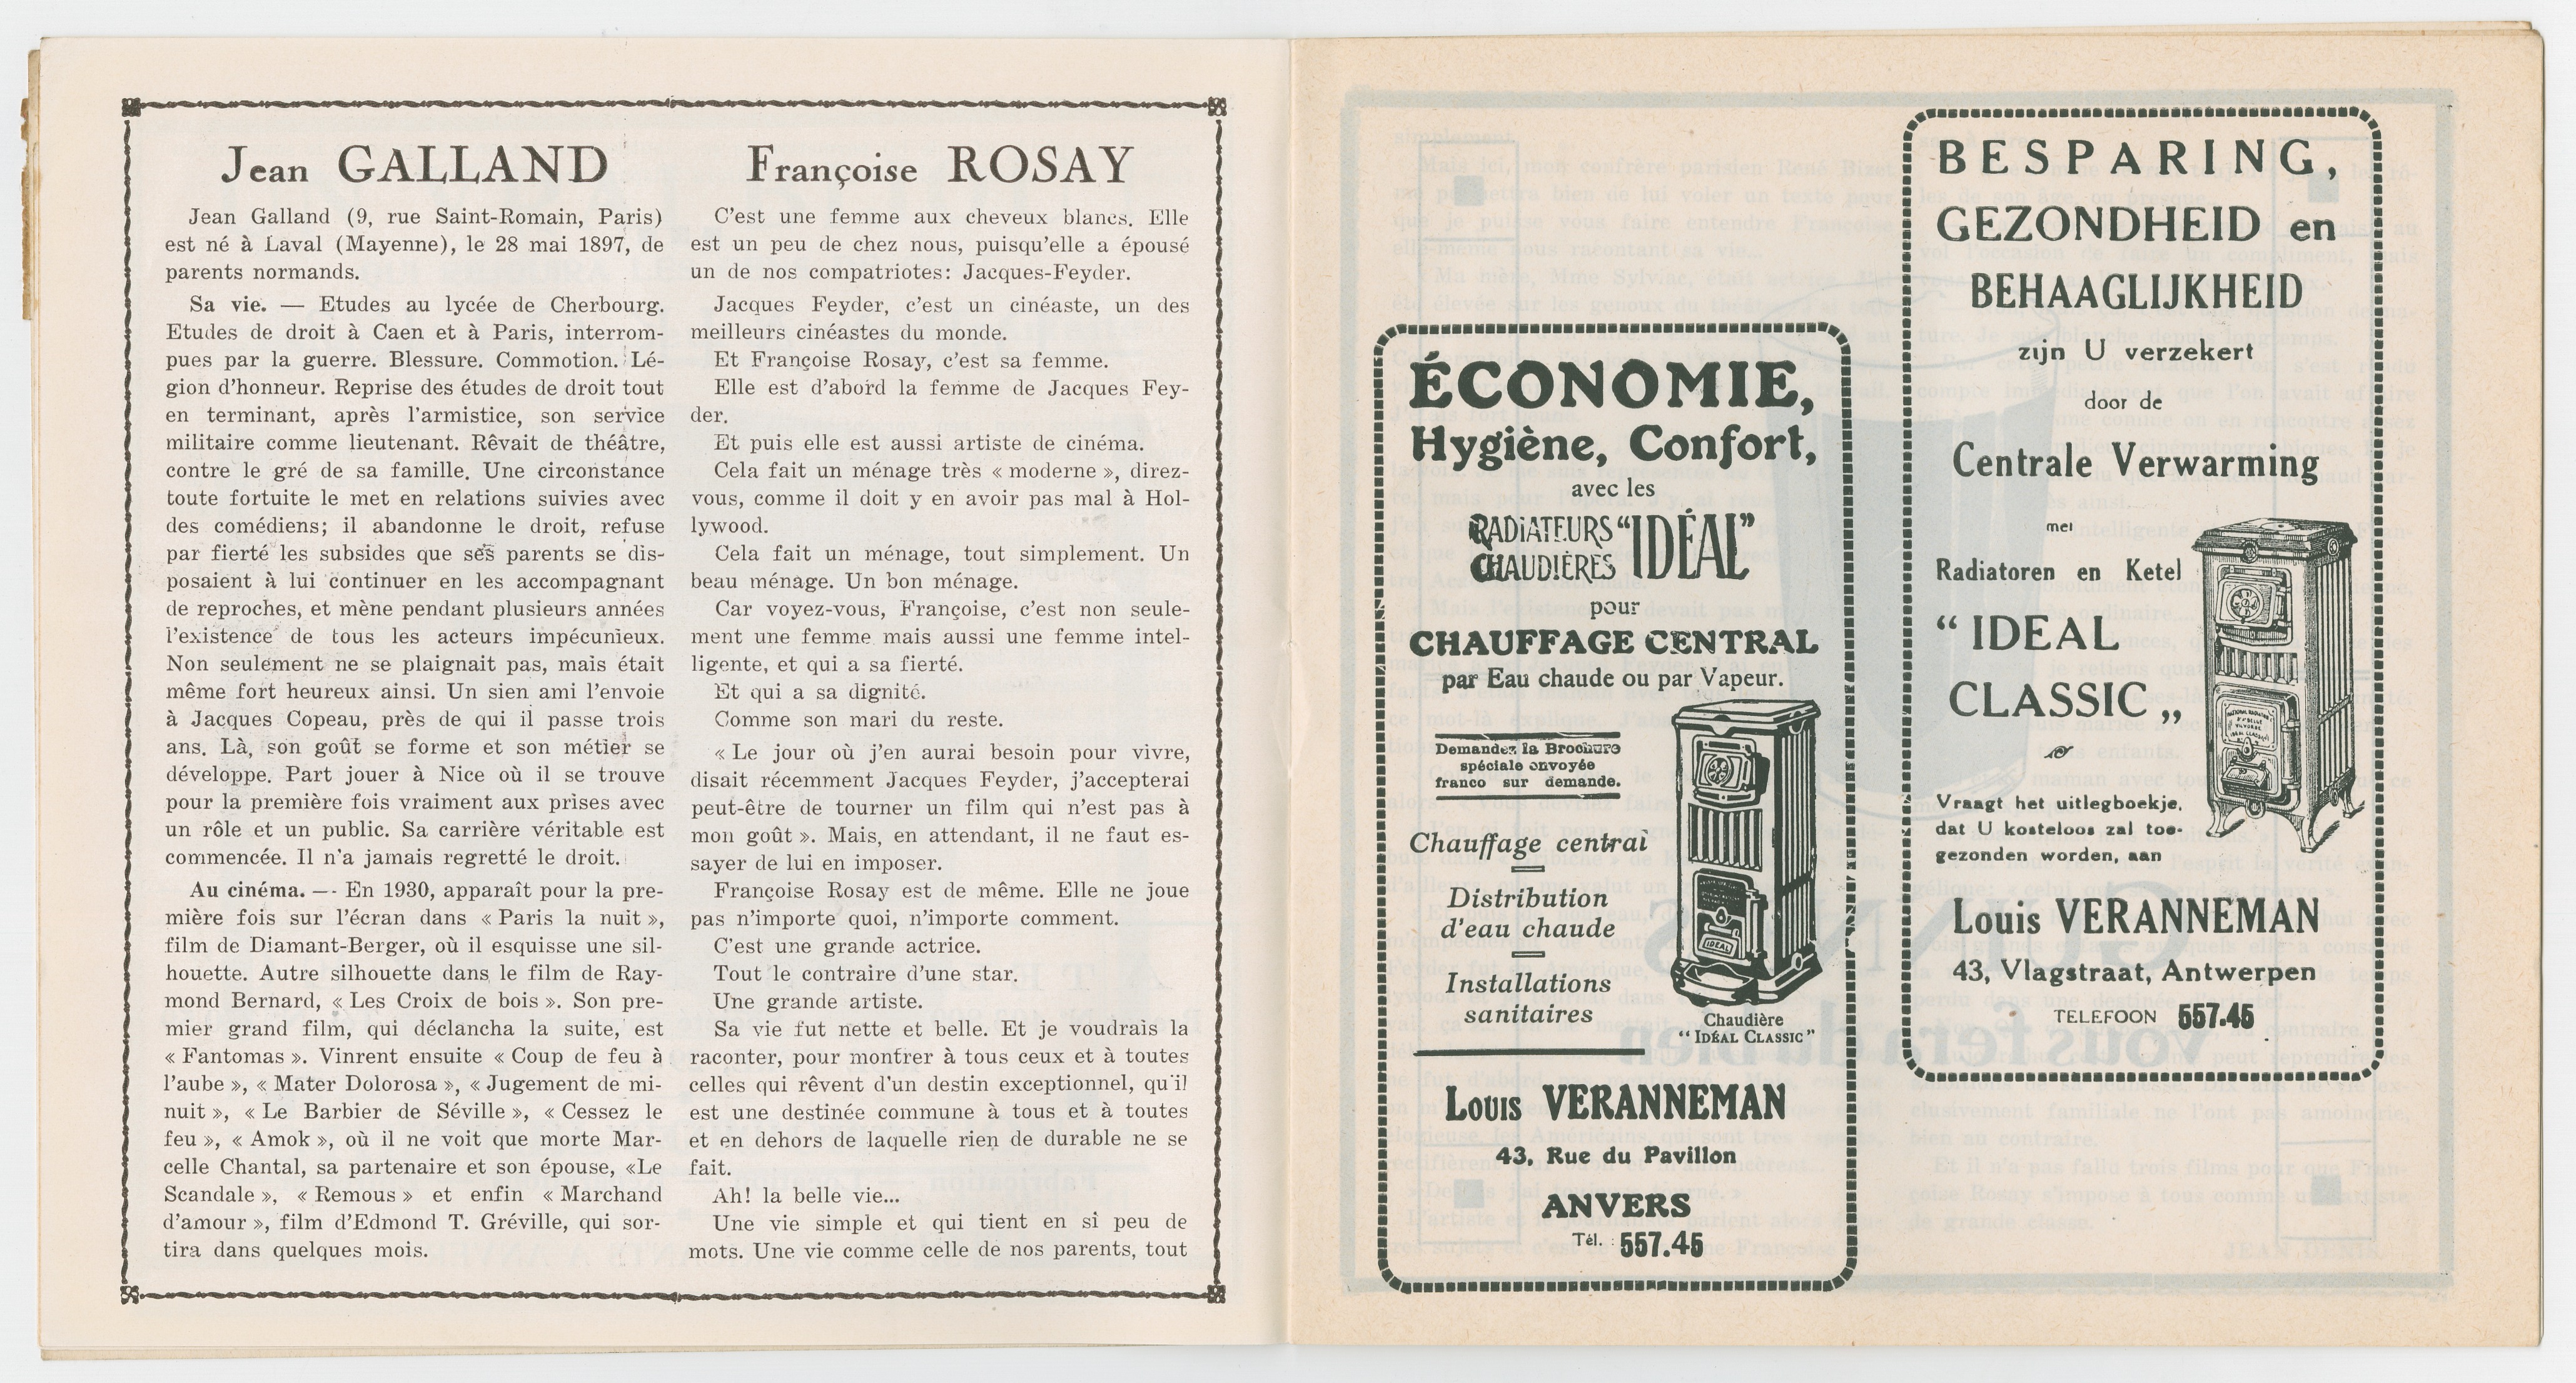 Jean GALLAND
Jean Galland (9, rue Saint-Romain, Paris)
est né à Laval (Mayenne), le 28 mai 1897, de
parents normands.
Sa vie. — Etudes au lycée de Cherbourg.
Etudes de droit à Caen et à Paris, interrom-
pues par la guerre. Blessure. Commotion. Lé-
gion d'honneur. Reprise des études de droit tout
en terminant, après l'armistice, son service
militaire comme lieutenant. Rêvait de théâtre,
contre le gré de sa famille. Une circonstance
toute fortuite le met en relations suivies avec
des comédiens; il abandonne le droit, refuse
par fierté les subsides que ses parents se dis-
posaient à lui continuer en les accompagnant
de reproches, et mène pendant plusieurs années
l'existence de tous les acteurs impécunieux.
Non seulement ne se plaignait pas, mais était
même fort heureux ainsi. Un sien ami l'envoie
à Jacques Copeau, près de qui il passe trois
ans. Là, son goût se forme et son métier se
développe. Part jouer à Nice où il se trouve
pour la première fois vraiment aux prises avec
un rôle et un public. Sa carrière véritable est
commencée. Il n'a jamais regretté le droit.
Au cinéma. — En 1930, apparaît pour la pre-
mière fois sur l'écran dans « Paris la nuit »,
film de Diamant-Berger, où il esquisse une sil-
houette. Autre silhouette dans le film de Ray-
mond Bernard, « Les Croix de bois ». Son pre-
mier grand film, qui déclancha la suite, est
« Fantomas ». Vinrent ensuite « Coup de feu à
l'aube », « Mater Dolorosa », « Jugement de mi-
nuit », « Le Barbier de Séville », « Cessez le
feu », « Amok », où il ne voit que morte Mar-
celle Chantal, sa partenaire et son épouse, «Le
Scandale », « Remous » et enfin « Marchand
d'amour », film d'Edmond T. Gréville, qui sor-
tira dans quelques mois.
Françoise ROSAY
C'est une femme aux cheveux blancs. Elle
est un peu de chez nous, puisqu'elle a épousé
un de nos compatriotes: Jacques-Feyder.
Jacques Feyder, c'est un cinéaste, un des
meilleurs cinéastes du monde.
Et Françoise Rosay, c'est sa femme.
Elle est d'abord la femme de Jacques Fey-
der.
Et puis elle est aussi artiste de cinéma.
Cela fait un ménage très « moderne », direz-
vous, comme il doit y en avoir pas mal à Hol-
lywood.
Cela fait un ménage, tout simplement. Un
beau ménage. Un bon ménage.
Car voyez-vous, Françoise, c'est non seule-
ment une femme mais aussi une femme intel-
ligente, et qui a sa fierté.
Et qui a sa dignité.
Comme son mari du reste.
« Le jour où j'en aurai besoin pour vivre,
disait récemment Jacques Feyder, j'accepterai
peut-être de tourner un film qui n'est pas à
mon goût ». Mais, en attendant, il ne faut es-
sayer de lui en imposer.
Françoise Rosay est de même. Elle ne joue
pas n'importe quoi, n'importe comment.
C'est une grande actrice.
Tout le contraire d'une star.
Une grande artiste.
Sa vie fut nette et belle. Et je voudrais la
raconter, pour montrer à tous ceux et à toutes
celles qui rêvent d'un destin exceptionnel, qu'il
est une destinée commune à tous et à toutes
et en dehors de laquelle rien de durable ne se
fait.
Ah! la belle vie...
Une vie simple et qui tient en si peu de
mots. Une vie comme celle de nos parents, tout
ÉCONOMIE,
Hygiène, Confort,
avec les
RADIATEURS
CHAUDIÈRES
"IDÉAL"
pour
CHAUFFAGE CENTRAL
par Eau chaude ou par Vapeur.
Demandez la Brochure
spéciale envoyée
franco sur demande.
Chauffage central
Distribution
d'eau chaude
Installations
sanitaires
IDEAL
Chaudière
"IDÉAL CLASSIC"
Louis VERANNEMAN
43, Rue du Pavillon
ANVERS
Tél. : 557.45
BESPARING,
GEZONDHEID en
BEHAAGLIJKHEID
zijn U verzekert
door de
Centrale Verwarming
met
Radiatoren en Ketel
" IDEAL
CLASSIC „
Vraagt het uitlegboekje,
dat U kosteloos zal toe-
gezonden worden, aan
Louis VERANNEMAN
43, Vlagstraat, Antwerpen
TELEFOON 557.45